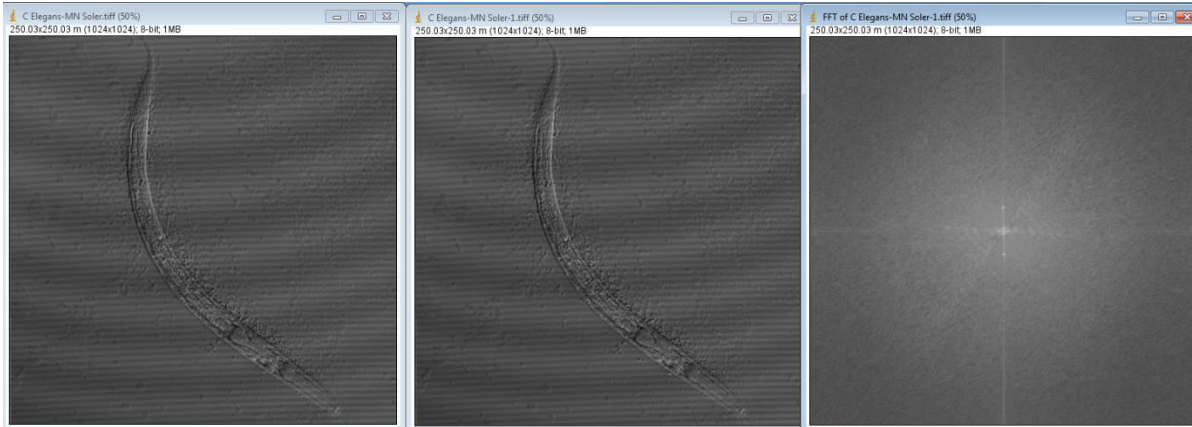 C Elegans-MN Soler.tiff (50%)
250.03x250.03 m (1024x1024); 8-bit; 1MB
C Elegans-MN Soler-1.tiff (50%)
250.03x250.03 m (1024x1024); 8-bit; 1MB
FFT of C Elegans-MN Soler-1.tiff (50%)
250.03x250.03 m (1024x1024); 8-bit; 1MB